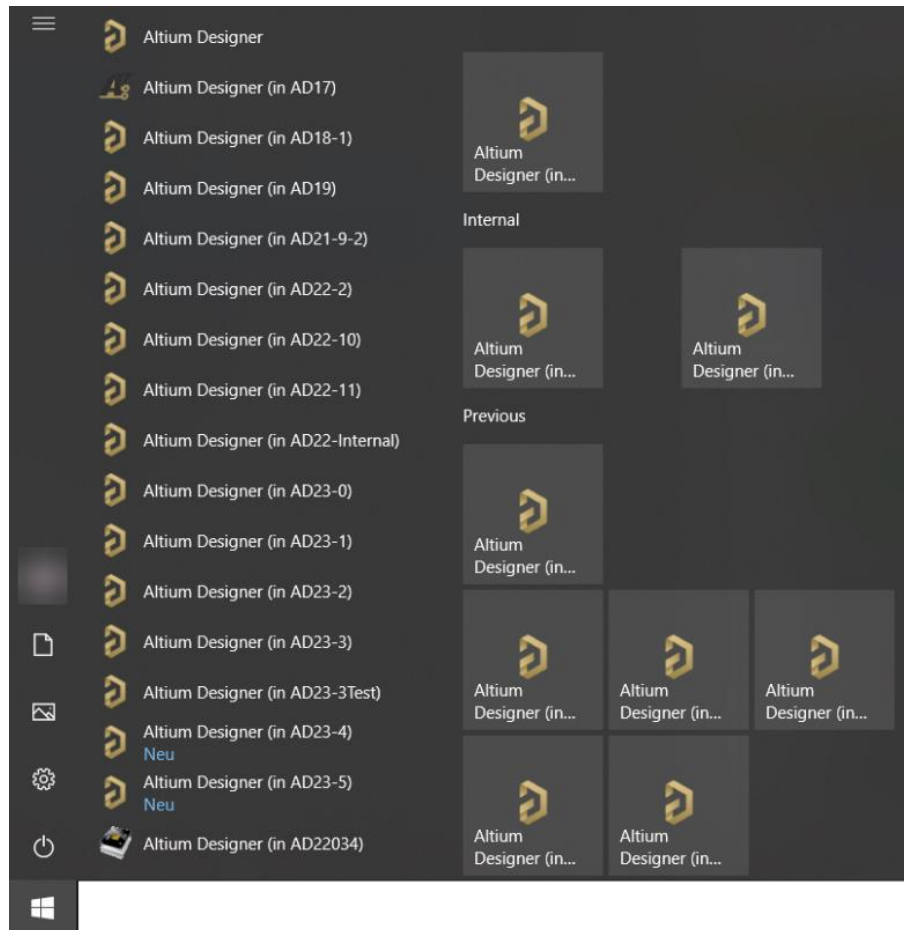 Altium Designer
Altium Designer (in AD17)
Altium Designer (in AD18-1)
Altium Designer (in AD19)
Altium Designer (in AD21-9-2)
Altium Designer (in AD22-2)
Altium Designer (in AD22-10)
Altium Designer (in AD22-11)
Altium Designer (in AD22-Internal)
Altium Designer (in AD23-0)
Altium Designer (in AD23-1)
Altium Designer (in AD23-2)
Altium Designer (in AD23-3)
Altium Designer (in AD23-3Test)
Altium Designer (in AD23-4)
Neu
Altium Designer (in AD23-5)
Neu
Altium Designer (in AD22034)
Altium
Designer (in...
Internal
Altium
Designer (in...
Altium
Designer (in...
Previous
Altium
Designer (in...
Altium
Designer (in...
Altium
Designer (in...
Altium
Designer (in...
Altium
Designer (in...
Altium
Designer (in...